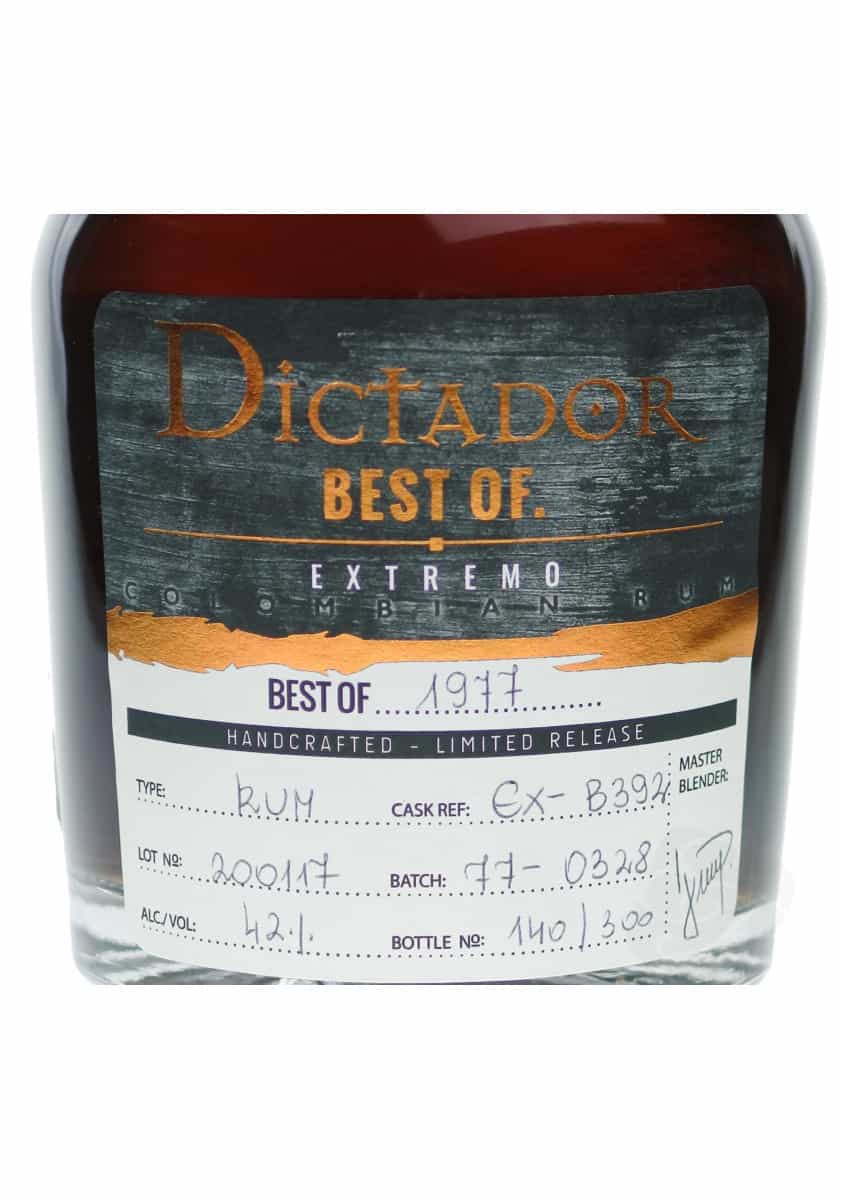 DICTADOR
BEST OF.
EXTREMO
COLOMBIAN RUM
BEST OF 1977
HANDCRAFTED - LIMITED RELEASE
TYPE: RUM CASK REF: EX-B392 MASTER BLENDER:
LOT Nº: 200117 BATCH: 77-0328
ALC./VOL: 42% BOTTLE Nº: 140/300